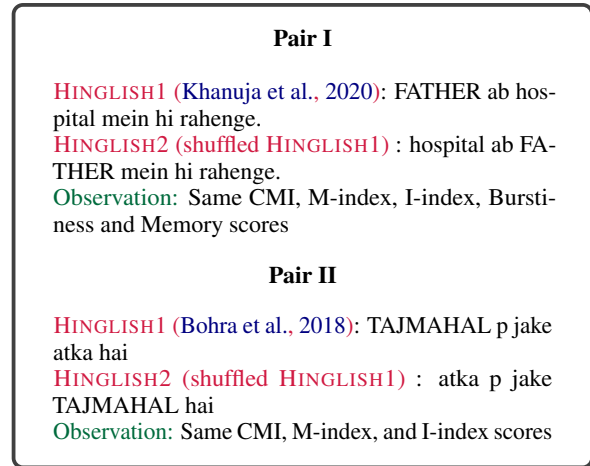 Pair I
HINGLISH1 (Khanuja et al., 2020): FATHER ab hos-
pital mein hi rahenge.
HINGLISH2 (shuffled HINGLISH1) : hospital ab FA-
THER mein hi rahenge.
Observation: Same CMI, M-index, I-index, Bursti-
ness and Memory scores
Pair II
HINGLISH1 (Bohra et al., 2018): TAJMAHAL p jake
atka hai
HINGLISH2 (shuffled HINGLISH1) : atka p jake
TAJMAHAL hai
Observation: Same CMI, M-index, and I-index scores